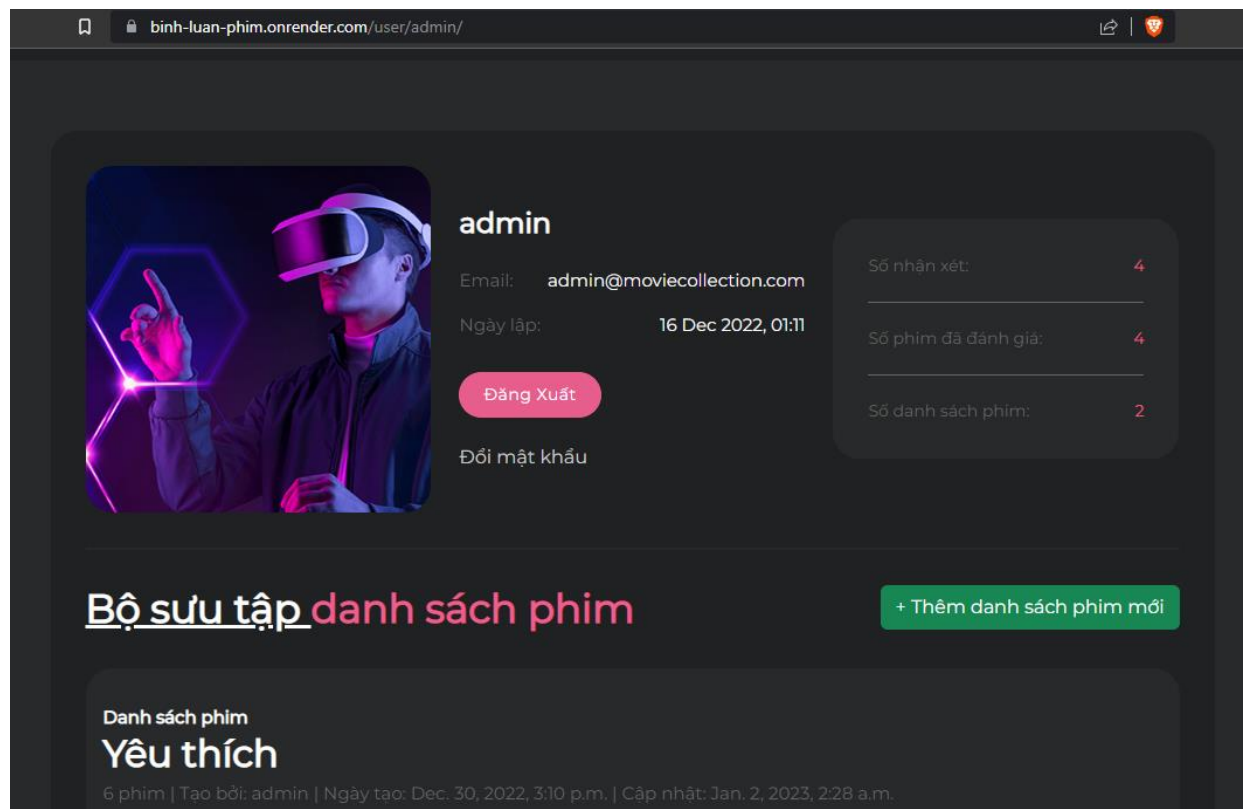 binh-luan-phim.onrender.com/user/admin/
admin
Email: admin@moviecollection.com
Ngày lập: 16 Dec 2022, 01:11
Đăng Xuất
Đổi mật khẩu
Số nhận xét: 4
Số phim đã đánh giá: 4
Số danh sách phim: 2
Bộ sưu tập danh sách phim
+ Thêm danh sách phim mới
Danh sách phim
Yêu thích
6 phim | Tạo bởi: admin | Ngày tạo: Dec. 30, 2022, 3:10 p.m. | Cập nhật: Jan. 2, 2023, 2:28 a.m.